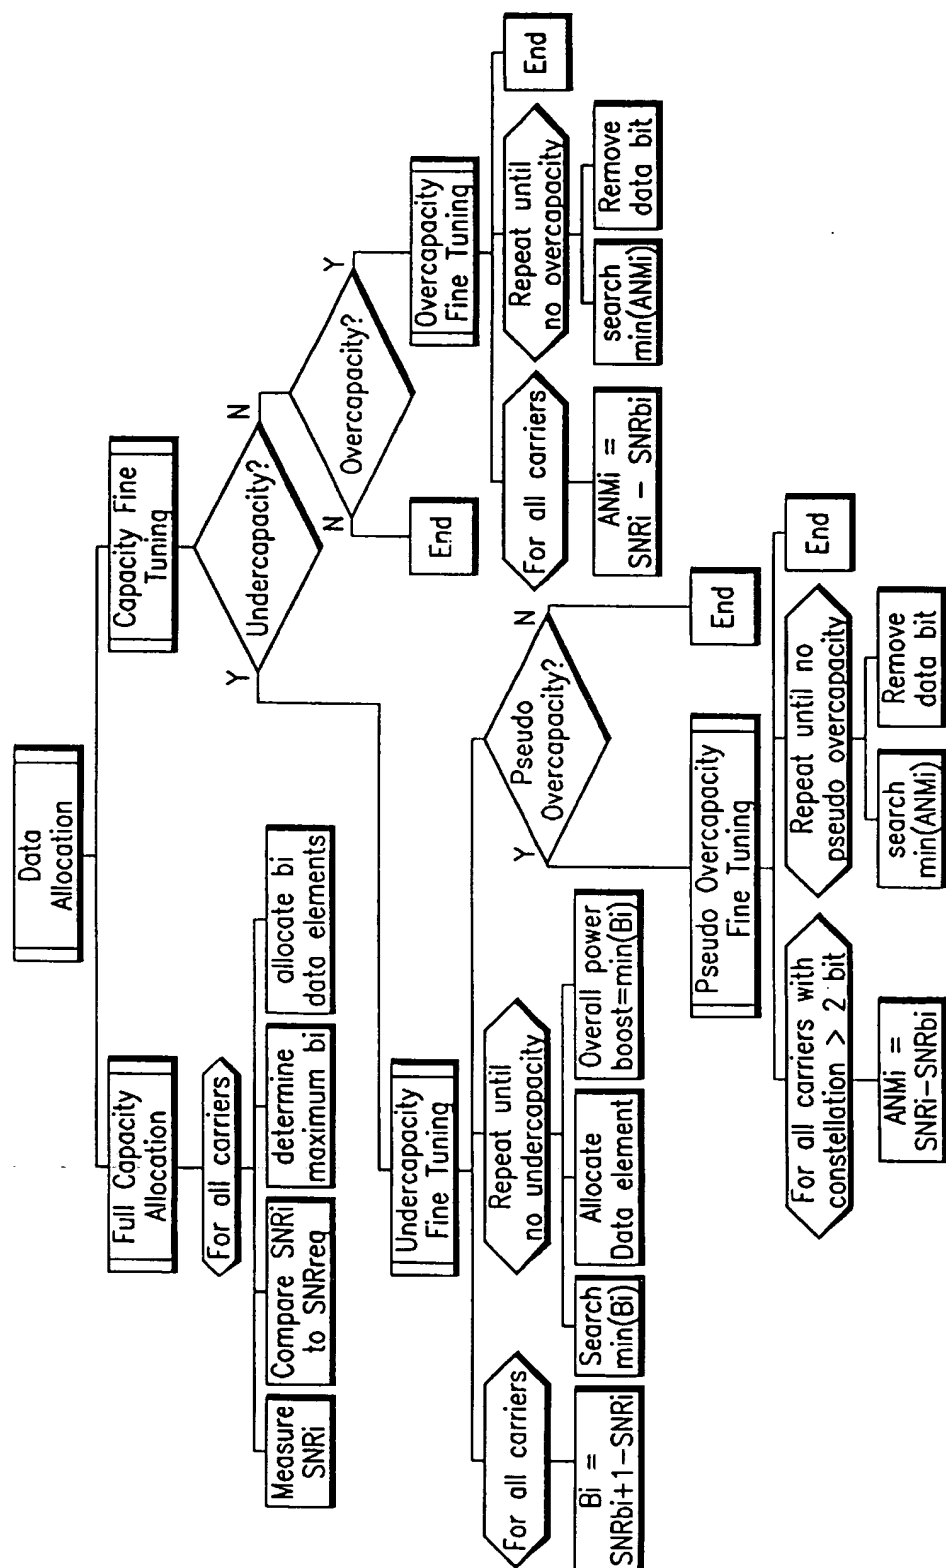 Data
Allocation
Full Capacity
Allocation
For all carriers
Measure
SNRi
Compare SNRi
to SNRreq
determine
maximum bi
allocate bi
data elements
Capacity Fine
Tuning
Undercapacity?
Y
N
Overcapacity?
N
Y
End
Overcapacity
Fine Tuning
For all carriers
ANMi =
SNRi - SNRbi
Repeat until
no overcapacity
search
min(ANMi)
Remove
data bit
End
Undercapacity
Fine Tuning
For all carriers
Bi =
SNRbi+1-SNRi
Repeat until
no undercapacity
Search
min(Bi)
Allocate
Data element
Overall power
boost=min(Bi)
Pseudo
Overcapacity?
Y
N
End
Pseudo Overcapacity
Fine Tuning
For all carriers with
constellation > 2 bit
ANMi =
SNRi-SNRbi
Repeat until no
pseudo overcapacity
search
min(ANMi)
Remove
data bit
End